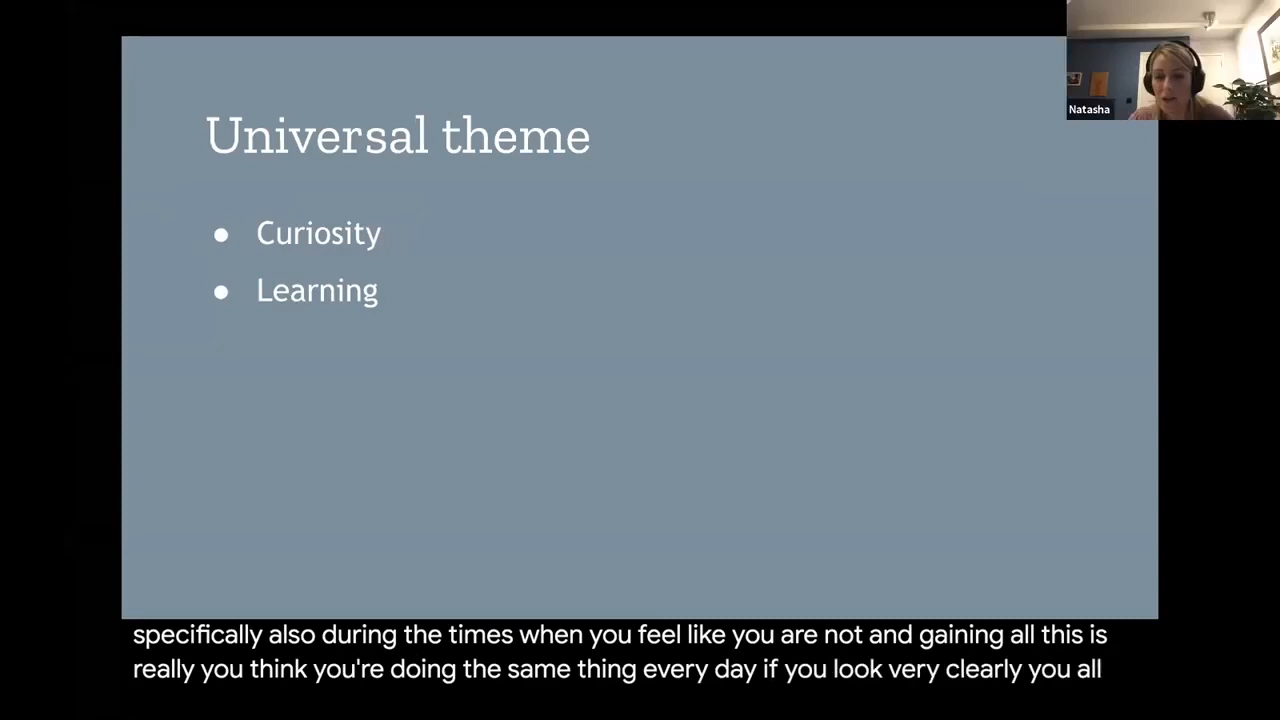 Universal theme
● Curiosity
● Learning
Natasha
specifically also during the times when you feel like you are not and gaining all this is
really you think you're doing the same thing every day if you look very clearly you all